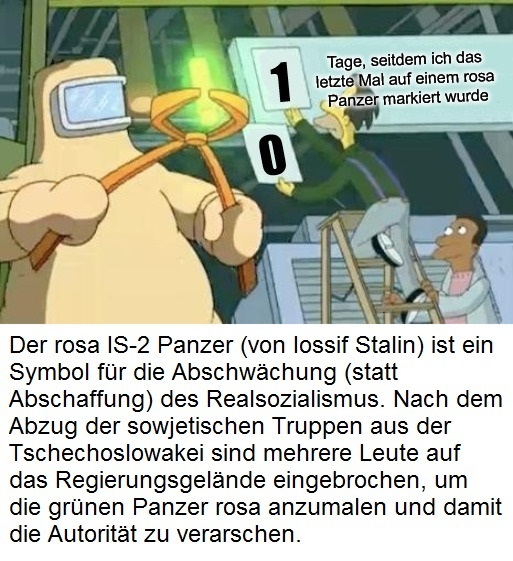 1
Tage, seitdem ich das
letzte Mal auf einem rosa
Panzer markiert wurde
0
Der rosa IS-2 Panzer (von Iossif Stalin) ist ein
Symbol für die Abschwächung (statt
Abschaffung) des Realsozialismus. Nach dem
Abzug der sowjetischen Truppen aus der
Tschechoslowakei sind mehrere Leute auf
das Regierungsgelände eingebrochen, um
die grünen Panzer rosa anzumalen und damit
die Autorität zu verarschen.